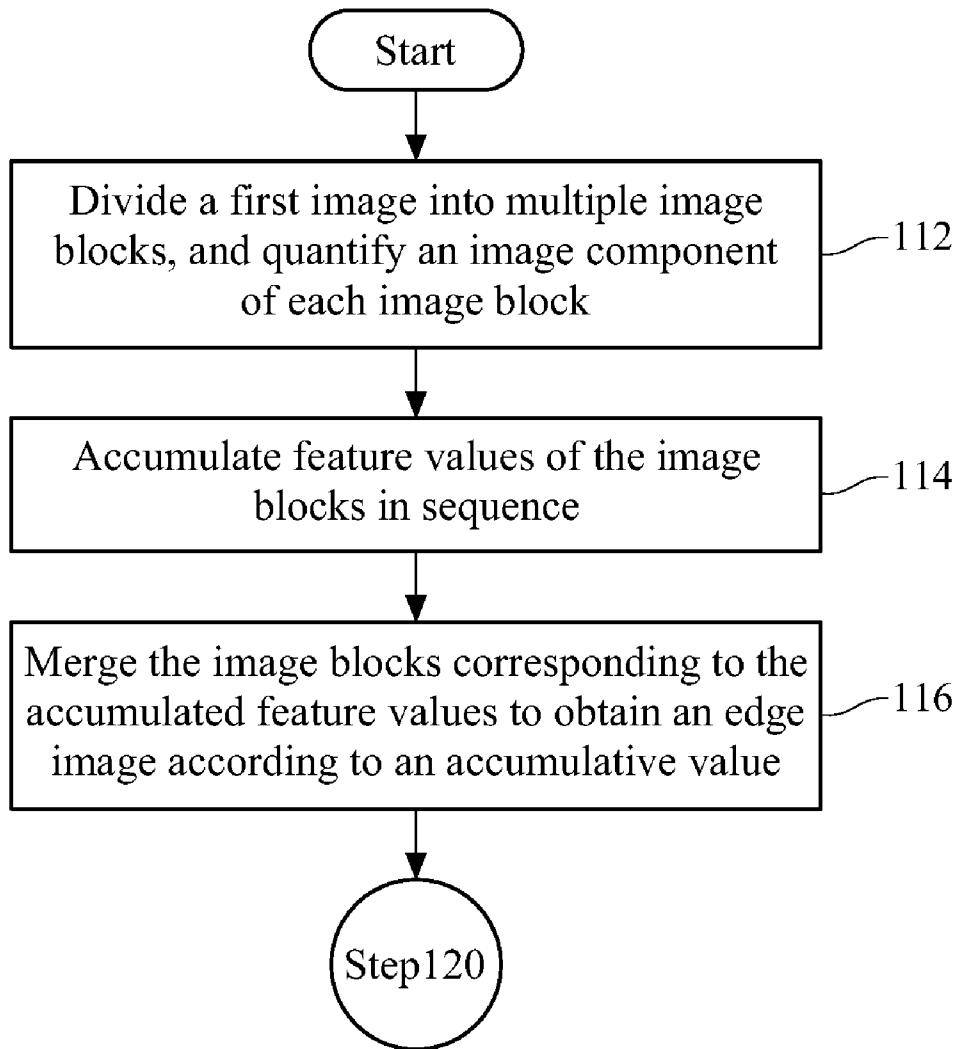 Start
Divide a first image into multiple image
blocks, and quantify an image component
of each image block
112
Accumulate feature values of the image
blocks in sequence
114
Merge the image blocks corresponding to the
accumulated feature values to obtain an edge
image according to an accumulative value
116
Step120